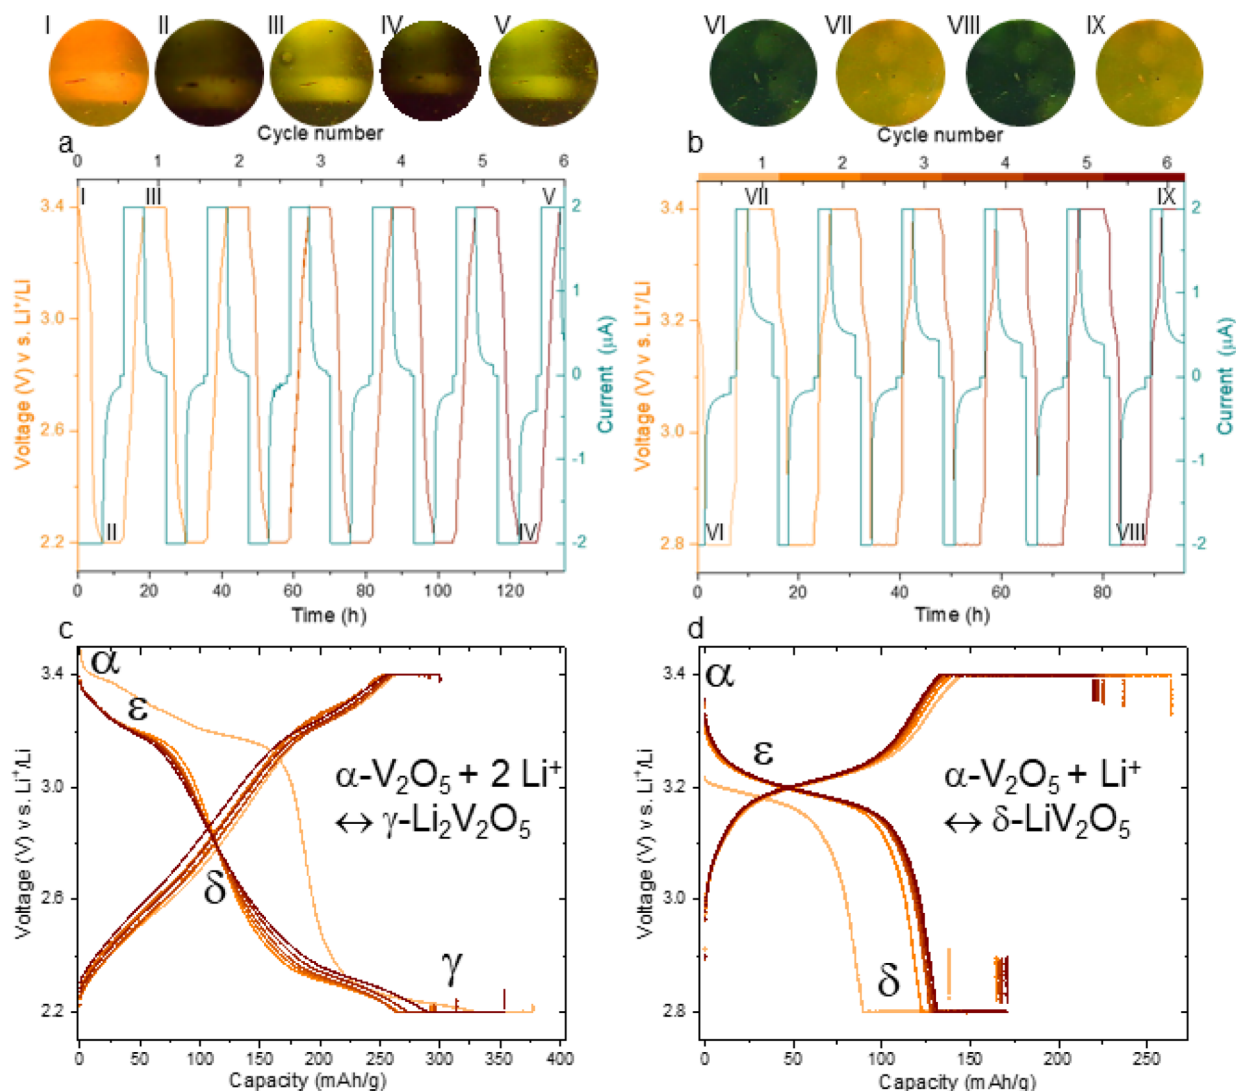 I II III IV V VI VII VIII IX
Cycle number Cycle number
a b
0 1 2 3 4 5 6
1 2 3 4 5 6
I III V
VII IX
3.4 3.0 2.6 2.2
Voltage (V) v s. Li⁺/Li
2 1 0 -1 -2
Current (μA)
3.4 3.2 3.0 2.8
Voltage (V) v s. Li⁺/Li
2 1 0 -1 -2
Current (μA)
II IV
VI VIII
0 20 40 60 80 100 120
Time (h)
0 20 40 60 80
Time (h)
c d
3.4 3.0 2.6 2.2
Voltage (V) v s. Li⁺/Li
α
ε
δ
γ
α-V₂O₅ + 2 Li⁺
↔ γ-Li₂V₂O₅
0 50 100 150 200 250 300 350 400
Capacity (mAh/g)
3.4 3.2 3.0 2.8
Voltage (V) v s. Li⁺/Li
α
ε
δ
α-V₂O₅ + Li⁺
↔ δ-LiV₂O₅
0 50 100 150 200 250
Capacity (mAh/g)